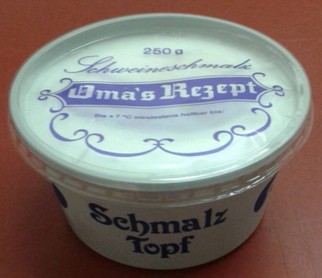 250 g
Schweineschmalz
Oma's Rezept
Bis +7 °C mindestens haltbar bis:
Schmalz
Topf